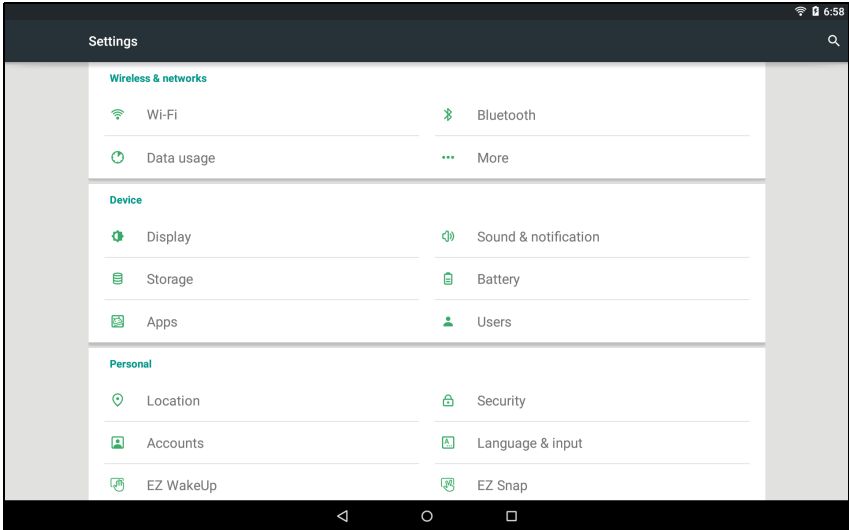 6:58
Settings
Wireless & networks
Wi-Fi
Bluetooth
Data usage
More
Device
Display
Sound & notification
Storage
Battery
Apps
Users
Personal
Location
Security
Accounts
Language & input
EZ WakeUp
EZ Snap